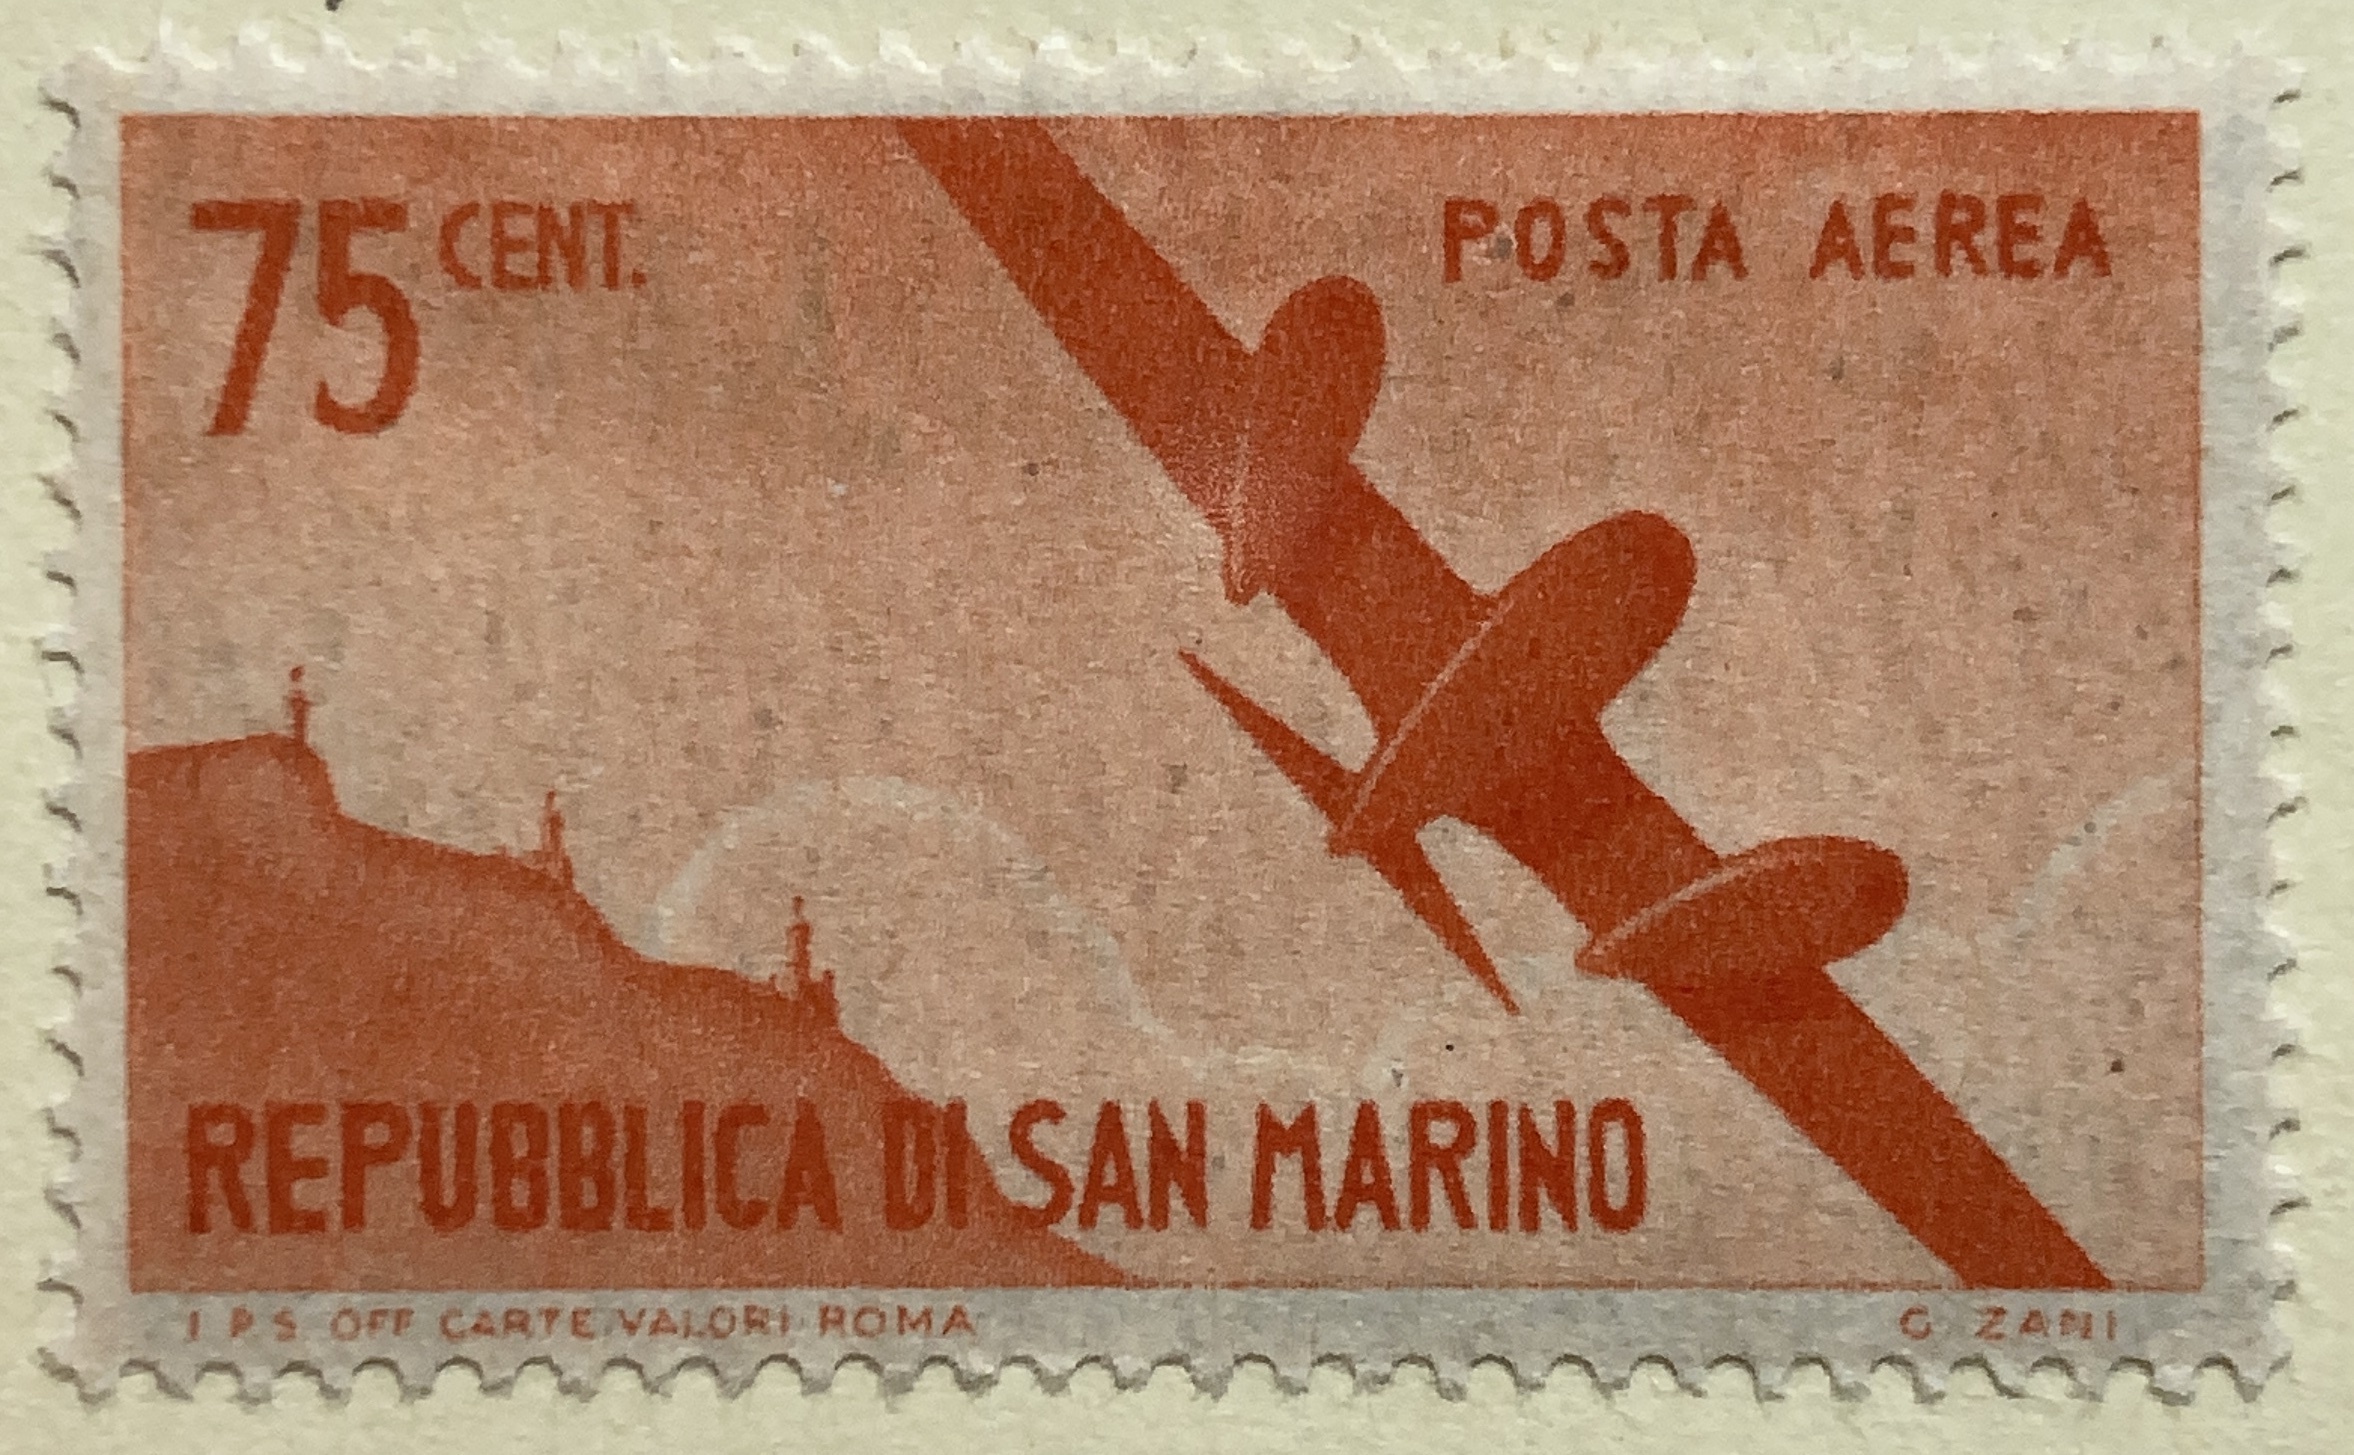 75 CENT.
POSTA AEREA
REPUBBLICA DI SAN MARINO
I P S OFF CARTE VALORI ROMA
G ZANI